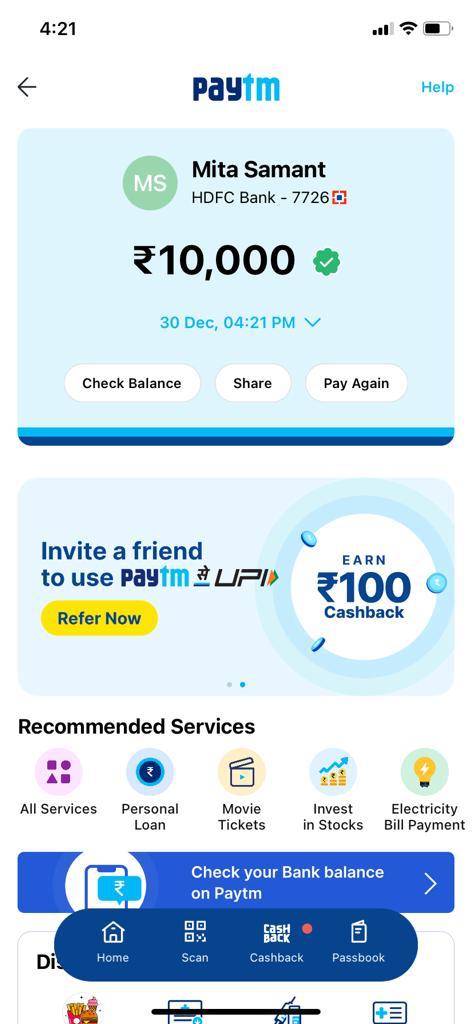 4:21
paytm
Help
MS
Mita Samant
HDFC Bank - 7726
₹10,000
30 Dec, 04:21 PM
Check Balance
Share
Pay Again
Invite a friend
to use paytm से UPI
Refer Now
EARN
₹100
Cashback
Recommended Services
All Services
Personal
Loan
Movie
Tickets
Invest
in Stocks
Electricity
Bill Payment
Check your Bank balance
on Paytm
₹
CASH
BACK
Home
Scan
Cashback
Passbook